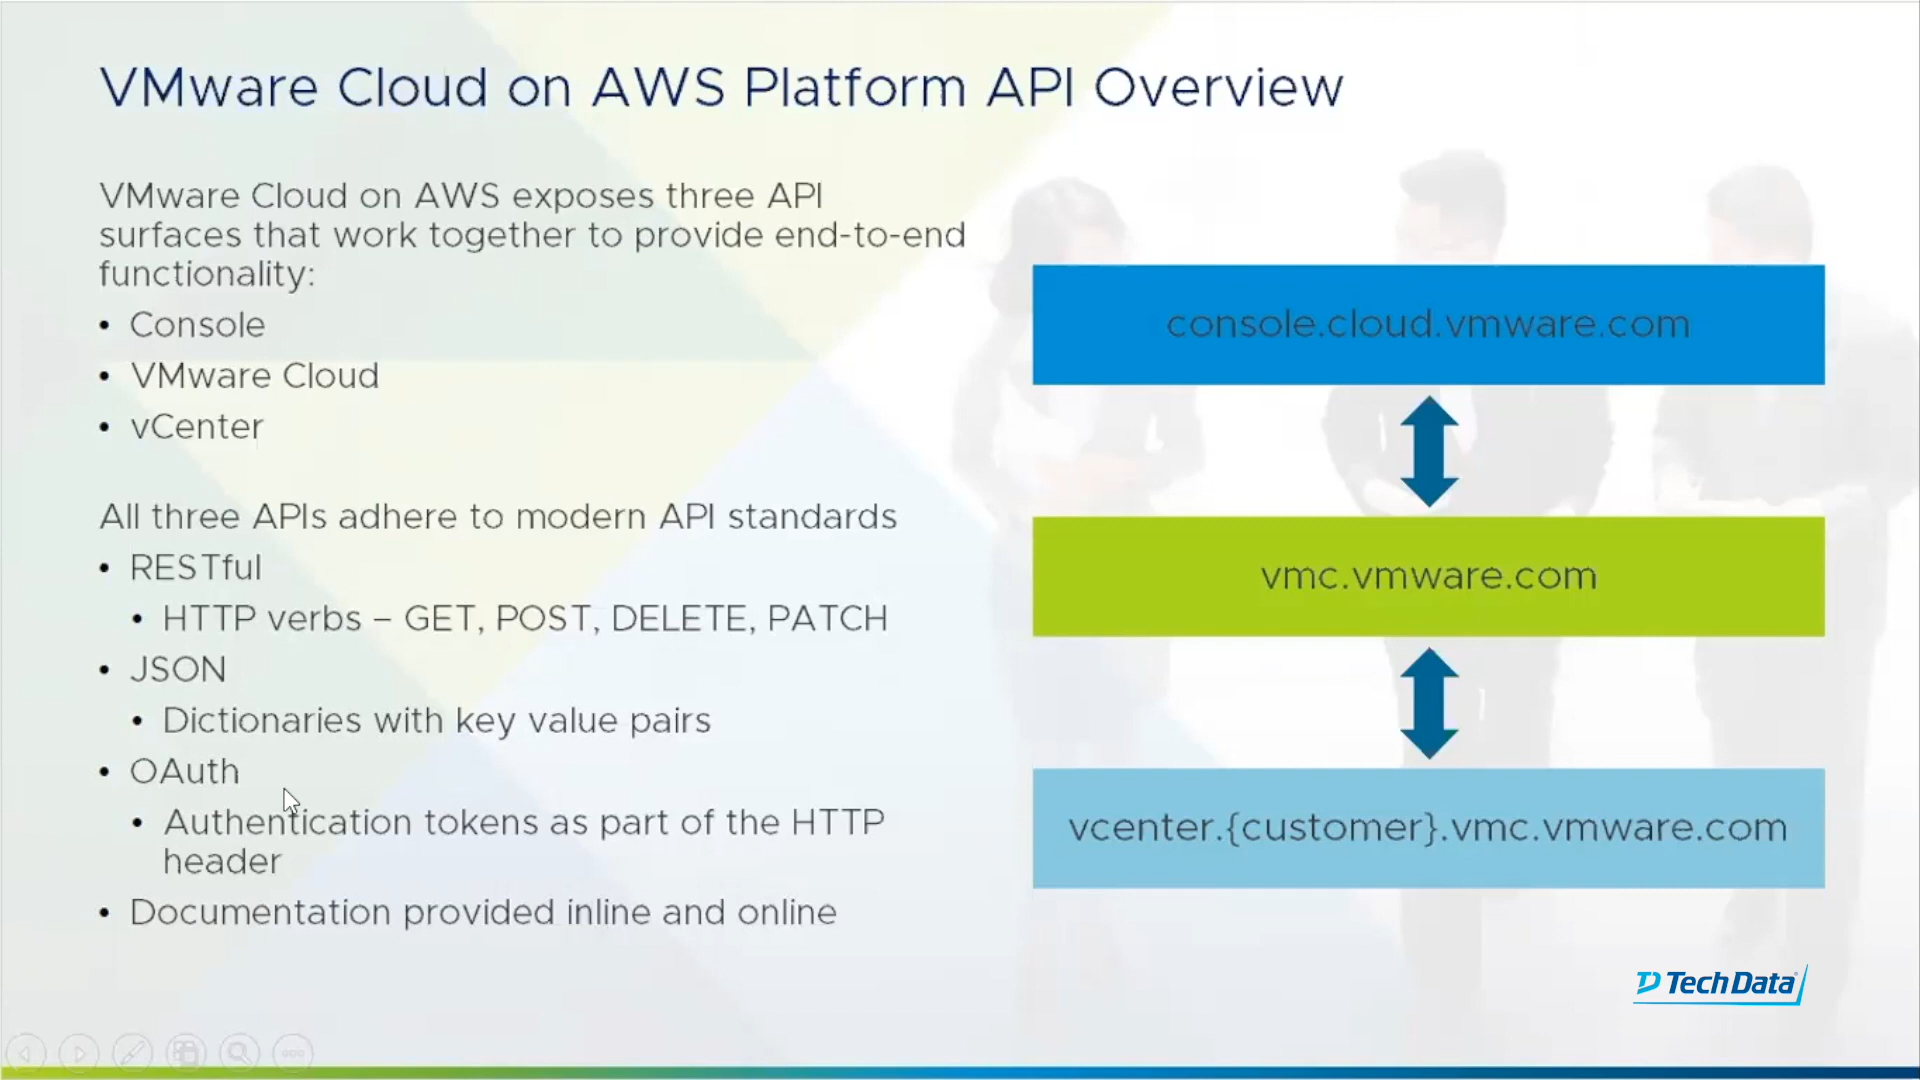 VMware Cloud on AWS Platform API Overview
VMware Cloud on AWS exposes three API
surfaces that work together to provide end-to-end
functionality:
• Console
• VMware Cloud
• vCenter
All three APIs adhere to modern API standards
• RESTful
• HTTP verbs – GET, POST, DELETE, PATCH
• JSON
• Dictionaries with key value pairs
• OAuth
• Authentication tokens as part of the HTTP
header
• Documentation provided inline and online
console.cloud.vmware.com
vmc.vmware.com
vcenter.{customer}.vmc.vmware.com
Tech Data